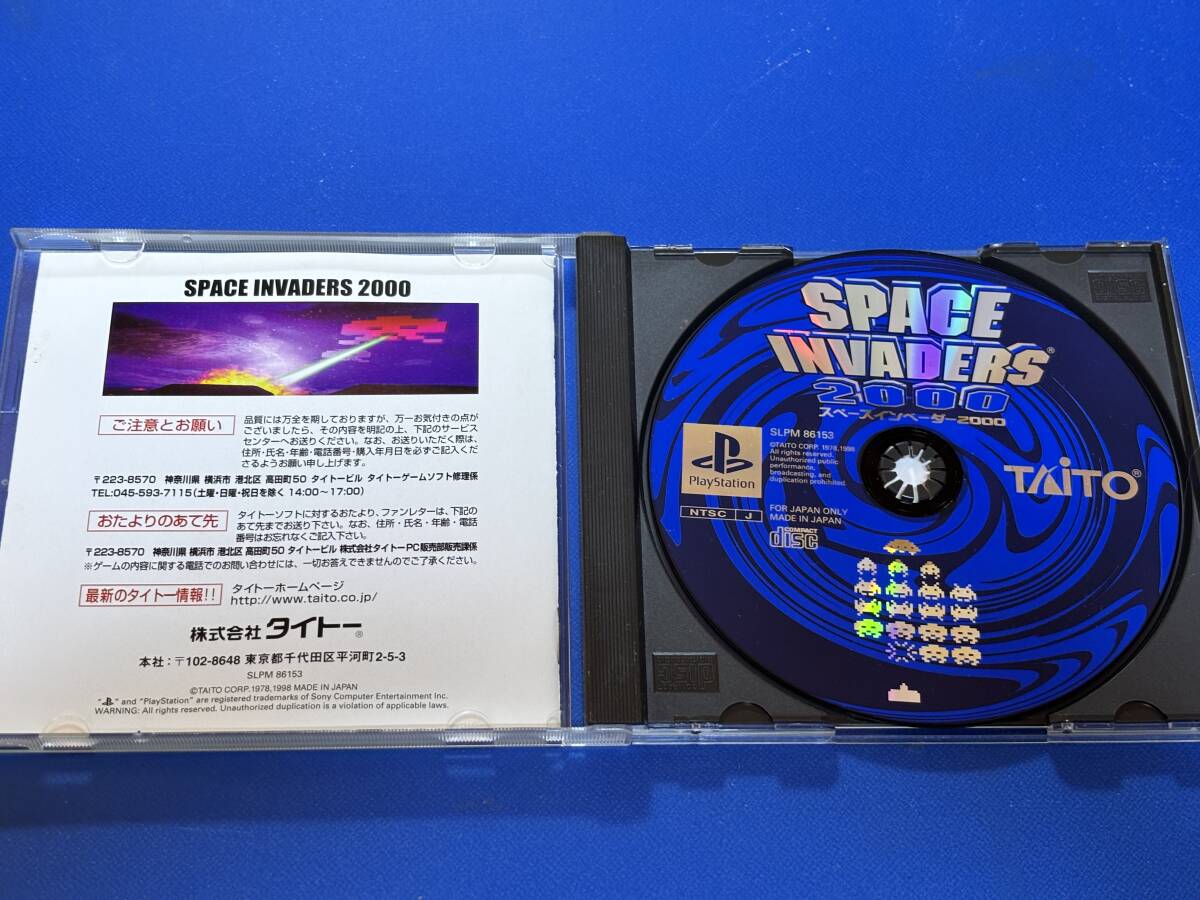 SPACE INVADERS 2000
ご注意とお願い
品質には万全を期しておりますが、万一お気付きの点が
ございましたら、その内容を明記の上、下記のサービス
センターへお送りください。なお、お送りいただく際は、
住所・氏名・年齢・電話番号・購入年月日を必ずご記入くだ
さるようお願い申し上げます。
〒223-8570 神奈川県 横浜市 港北区 高田町50 タイトービル タイトーゲームソフト修理係
TEL:045-593-7115(土曜・日曜・祝日を除く 14:00~17:00)
おたよりのあて先
タイトーソフトに対するおたより、ファンレターは、下記の
あて先までお送り下さい。なお、住所・氏名・年齢・電話
番号はお忘れなくご記入下さい。
〒223-8570 神奈川県 横浜市 港北区 高田町50 タイトービル 株式会社タイトーPC販売部販売課係
※ゲームの内容に関する電話でのお問い合わせには、一切お答えできませんのでご了承ください。
最新のタイトー情報!!
タイトーホームページ
http://www.taito.co.jp/
株式会社 タイトー®
本社:〒102-8648 東京都千代田区平河町2-5-3
SLPM 86153
©TAITO CORP.1978,1998 MADE IN JAPAN
" " and "PlayStation" are registered trademarks of Sony Computer Entertainment Inc.
WARNING: All rights reserved. Unauthorized duplication is a violation of applicable laws.
SPACE
INVADERS®
2000
スペースインベーダー2000
SLPM 86153
©TAITO CORP. 1978,1998
All rights reserved.
Unauthorized public
performance,
broadcasting, and
duplication prohibited.
PlayStation
NTSC J
FOR JAPAN ONLY
MADE IN JAPAN
COMPACT
disc
TAITO®